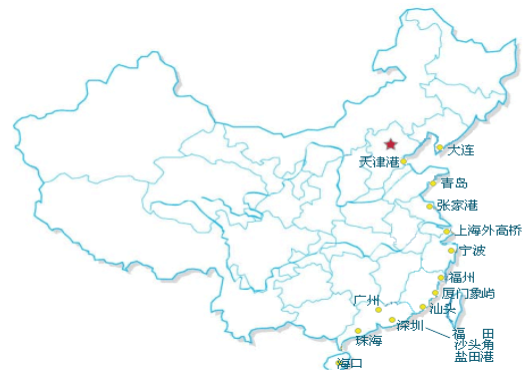 大连
天津港
青岛
张家港
上海外高桥
宁波
福州
厦门象屿
广州
汕头
深圳
福 田
沙头角
盐田港
珠海
海口